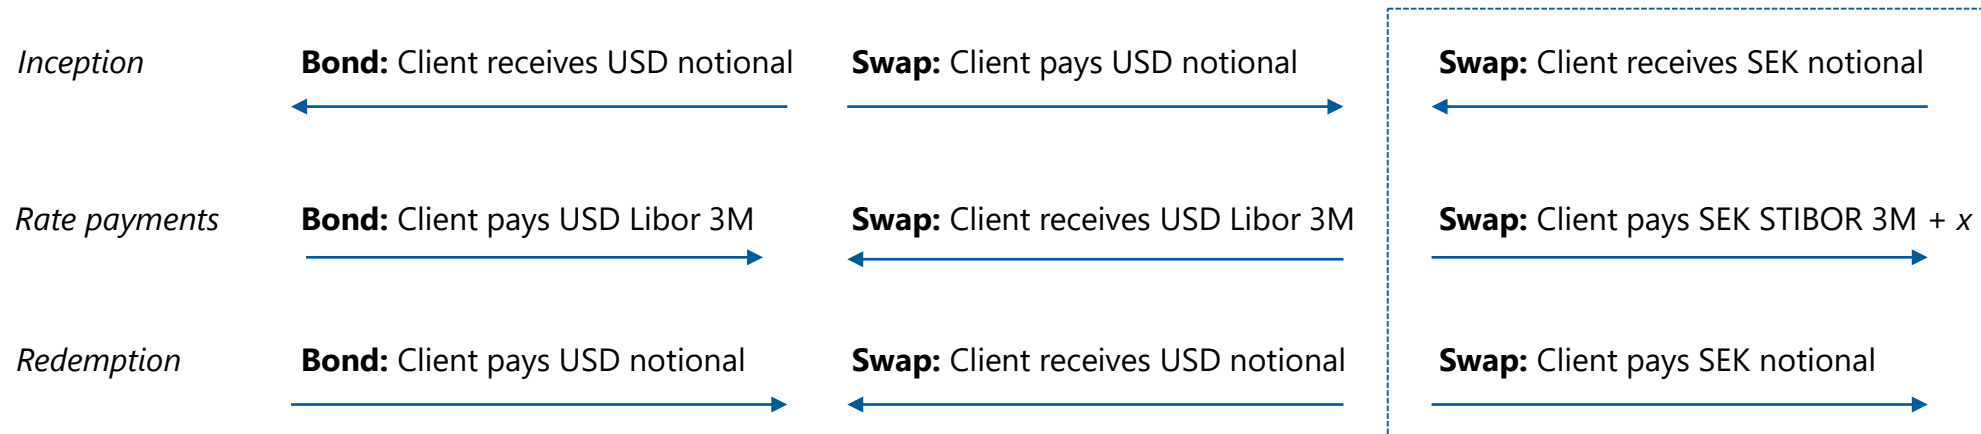 Inception Bond: Client receives USD notional Swap: Client pays USD notional Swap: Client receives SEK notional
Rate payments Bond: Client pays USD Libor 3M Swap: Client receives USD Libor 3M Swap: Client pays SEK STIBOR 3M + x
Redemption Bond: Client pays USD notional Swap: Client receives USD notional Swap: Client pays SEK notional